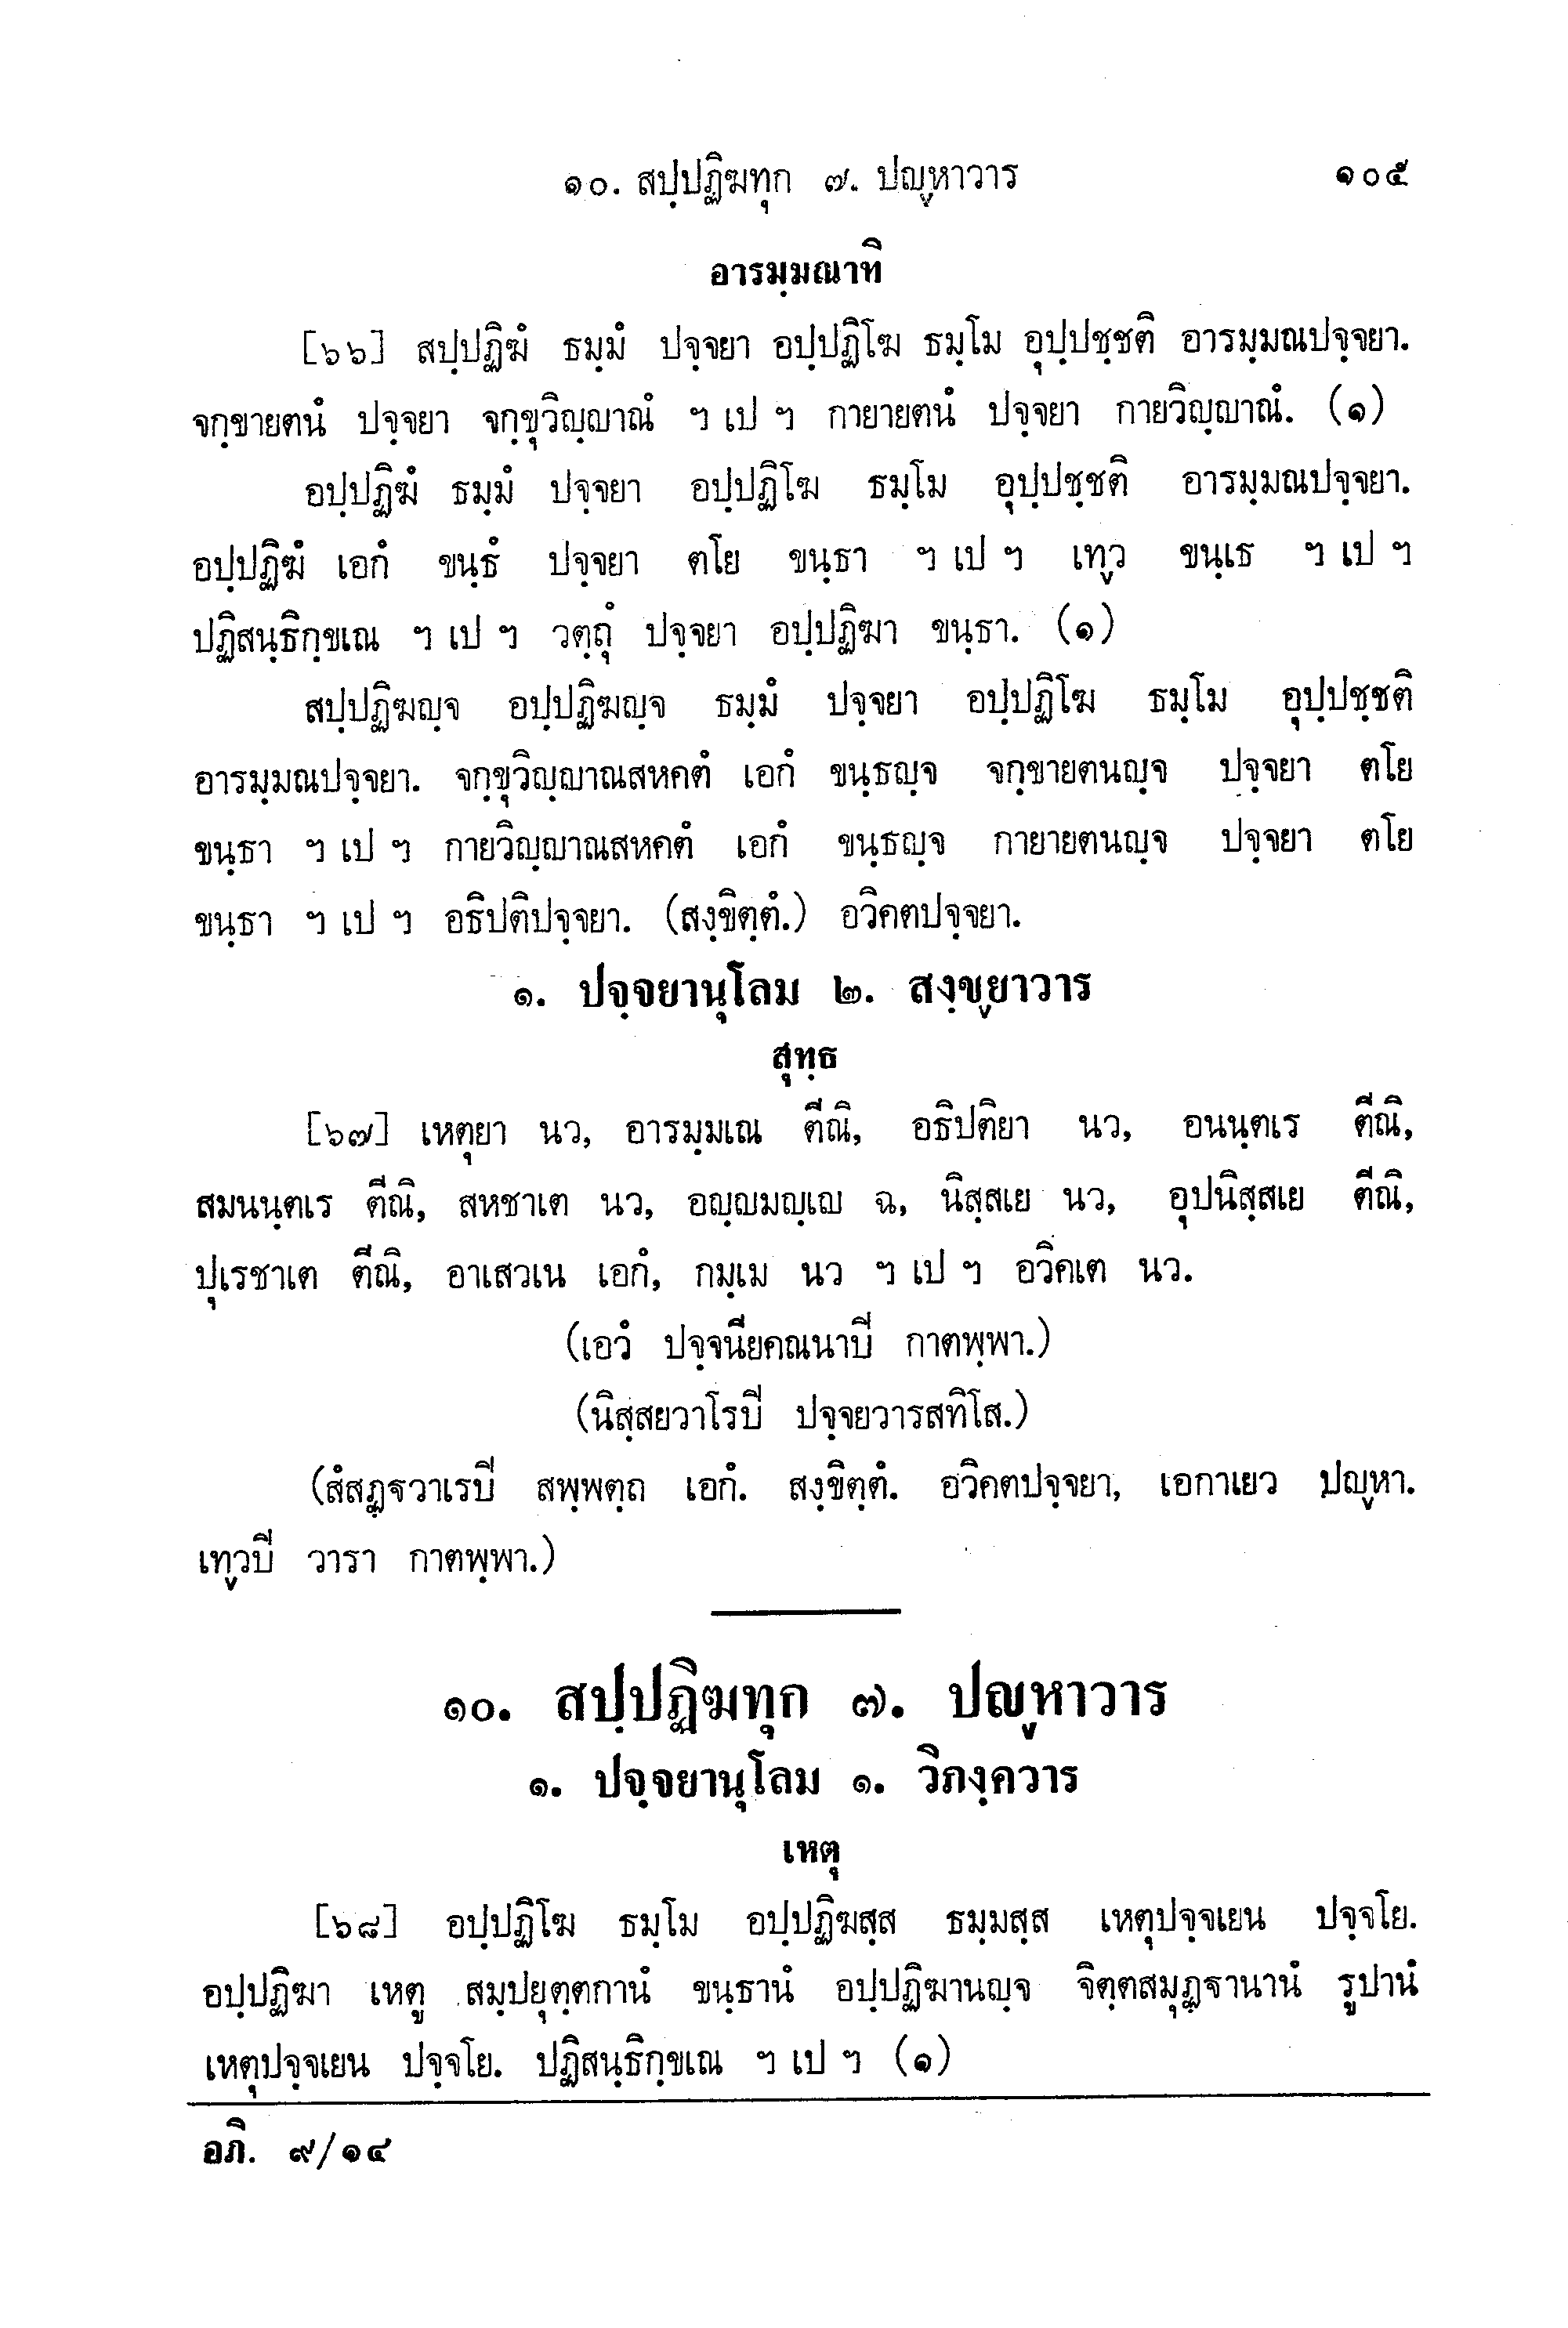 ๑๐. สปฺปฏิฆทุก ๗. ปญฺหาวาร ๑๐๕
อารมฺมณาทิ
[๖๖] สปฺปฏิฆํ ธมฺมํ ปจฺจยา อปฺปฏิโฆ ธมฺโม อุปฺปชฺชติ อารมฺมณปจฺจยา.
จกฺขายตนํ ปจฺจยา จกฺขุวิญฺญาณํ ฯ เป ฯ กายายตนํ ปจฺจยา กายวิญฺญาณํ. (๑)
อปฺปฏิฆํ ธมฺมํ ปจฺจยา อปฺปฏิโฆ ธมฺโม อุปฺปชฺชติ อารมฺมณปจฺจยา.
อปฺปฏิฆํ เอกํ ขนฺธํ ปจฺจยา ตโย ขนฺธา ฯ เป ฯ เทฺว ขนฺเธ ฯ เป ฯ
ปฏิสนฺธิกฺขเณ ฯ เป ฯ วตฺถุํ ปจฺจยา อปฺปฏิฆา ขนฺธา. (๑)
สปฺปฏิฆญฺจ อปฺปฏิฆญฺจ ธมฺมํ ปจฺจยา อปฺปฏิโฆ ธมฺโม อุปฺปชฺชติ
อารมฺมณปจฺจยา. จกฺขุวิญฺญาณสหคตํ เอกํ ขนฺธญฺจ จกฺขายตนญฺจ ปจฺจยา ตโย
ขนฺธา ฯ เป ฯ กายวิญฺญาณสหคตํ เอกํ ขนฺธญฺจ กายายตนญฺจ ปจฺจยา ตโย
ขนฺธา ฯ เป ฯ อธิปติปจฺจยา. (สงฺขิตฺตํ.) อวิคตปจฺจยา.
๑. ปจฺจยานุโลม ๒. สงฺขฺยาวาร
สุทฺธ
[๖๗] เหตุยา นว, อารมฺมเณ ตีณิ, อธิปติยา นว, อนนฺตเร ตีณิ,
สมนนฺตเร ตีณิ, สหชาเต นว, อญฺญมญฺเญ ฉ, นิสฺสเย นว, อุปนิสฺสเย ตีณิ,
ปุเรชาเต ตีณิ, อาเสวเน เอกํ, กมฺเม นว ฯ เป ฯ อวิคเต นว.
(เอวํ ปจฺจนียคณนาปิ กาตพฺพา.)
(นิสฺสยวาโรปิ ปจฺจยวารสทิโส.)
(สํสฏฺฐวาเรปิ สพฺพตฺถ เอกํ. สงฺขิตฺตํ. อวิคตปจฺจยา, เอกาเยว ปญฺหา.
เทฺวปิ วารา กาตพฺพา.)
๑๐. สปฺปฏิฆทุก ๗. ปญฺหาวาร
๑. ปจฺจยานุโลม ๑. วิภงฺควาร
เหตุ
[๖๘] อปฺปฏิโฆ ธมฺโม อปฺปฏิฆสฺส ธมฺมสฺส เหตุปจฺจเยน ปจฺจโย.
อปฺปฏิฆา เหตู สมฺปยุตฺตกานํ ขนฺธานํ อปฺปฏิฆานญฺจ จิตฺตสมุฏฺฐานานํ รูปานํ
เหตุปจฺจเยน ปจฺจโย. ปฏิสนฺธิกฺขเณ ฯ เป ฯ (๑)
อภิ. ๙/๑๔